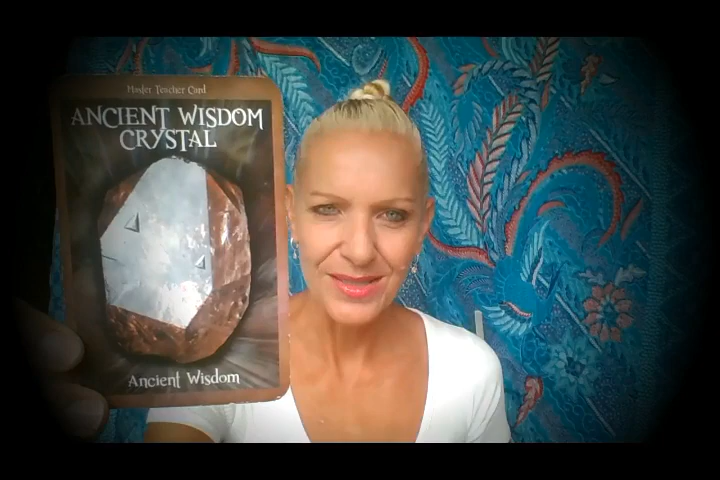 Master Teacher Card
ANCIENT WISDOM
CRYSTAL
Ancient Wisdom